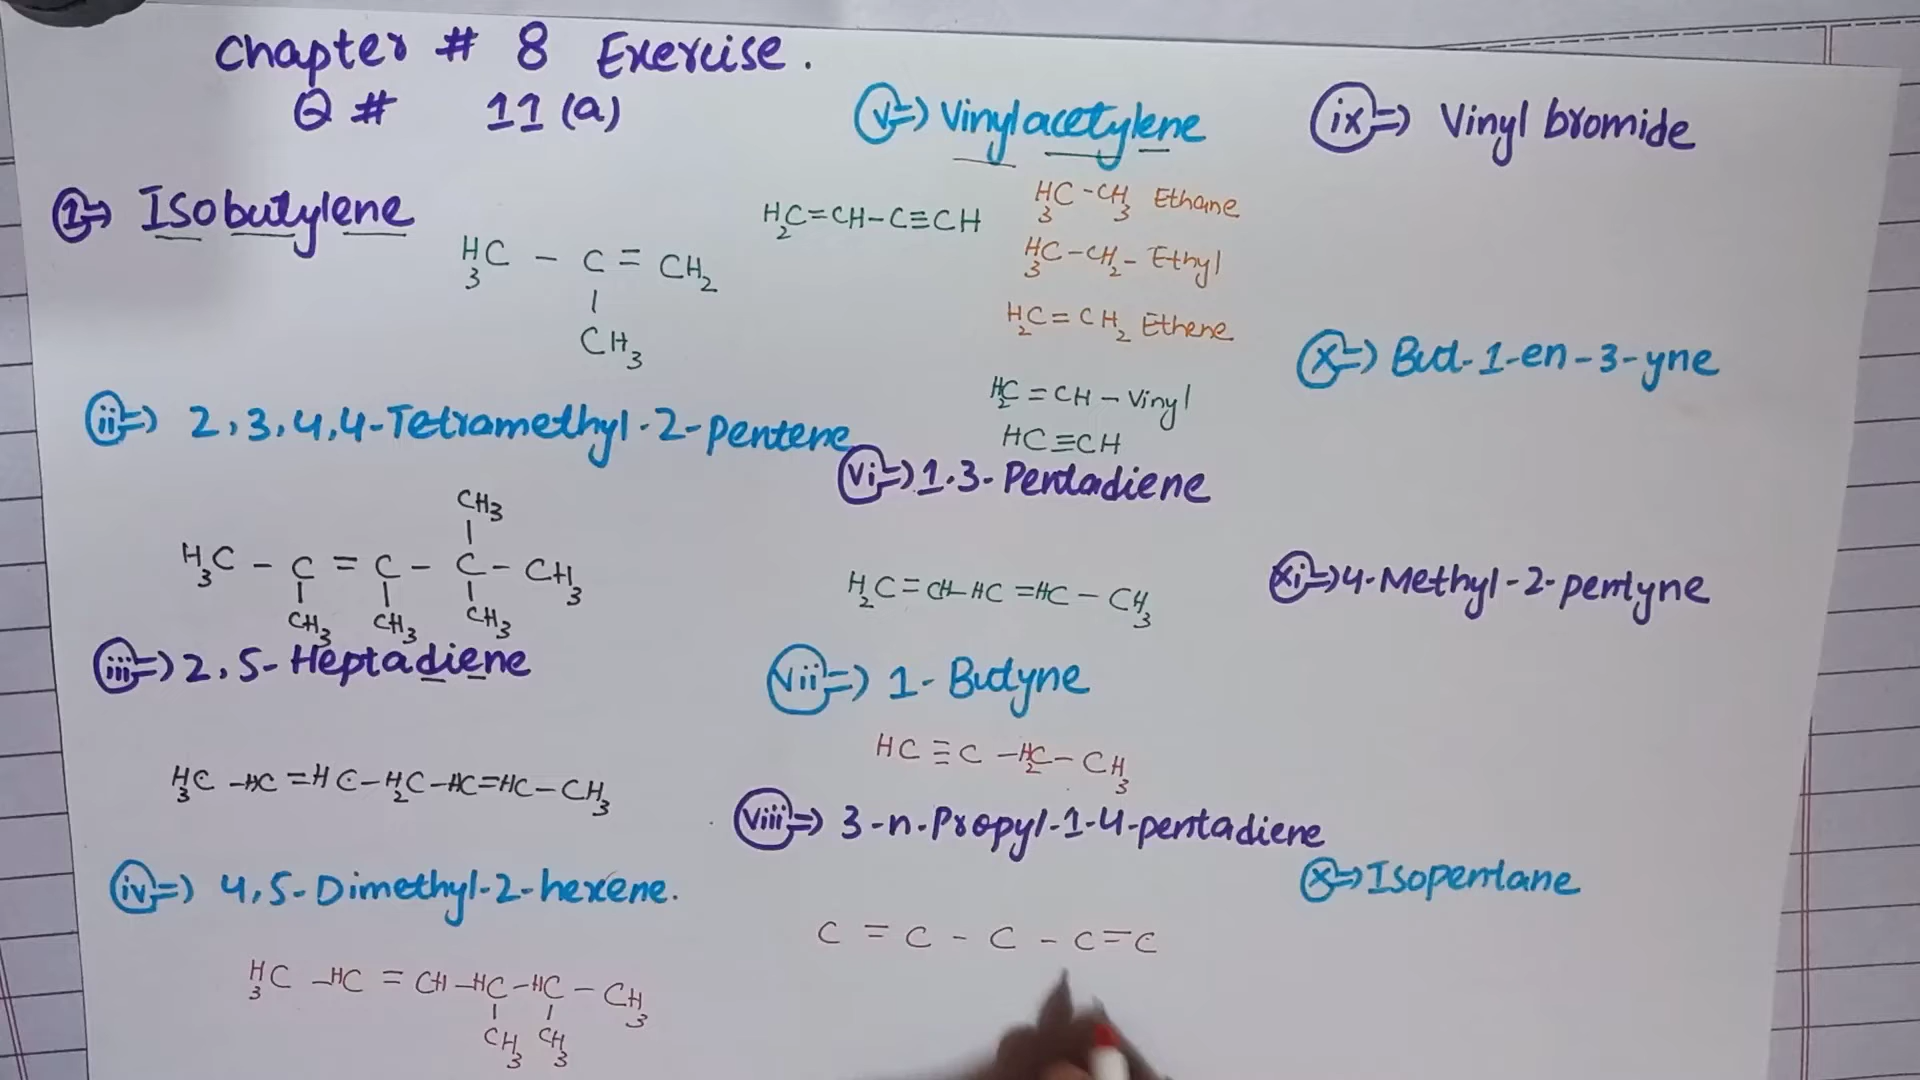 Chapter # 8 Exercise.
Q # 11 (a)
1 => Isobutylene
H3C - C = CH2
|
CH3
ii => 2,3,4,4-Tetramethyl-2-pentene
CH3
|
H3C - C = C - C - CH3
| | |
CH3 CH3 CH3
iii => 2,5-Heptadiene
H3C-HC=HC-H2C-HC=HC-CH3
iv => 4,5-Dimethyl-2-hexene.
H3C-HC=CH-HC-HC-CH3
| |
CH3 CH3
v => Vinylacetylene
H2C=CH-C≡CH
H3C-CH3 Ethane
H3C-CH2- Ethyl
H2C=CH2 Ethene
H2C=CH- Vinyl
HC≡CH
vi => 1.3-Pentadiene
H2C=CH-HC=HC-CH3
vii => 1-Butyne
HC≡C-H2C-CH3
viii => 3-n-Propyl-1-4-pentadiene
C=C-C-C=C
ix => Vinyl bromide
x => But-1-en-3-yne
xi => 4-Methyl-2-pentyne
x => Isopentane